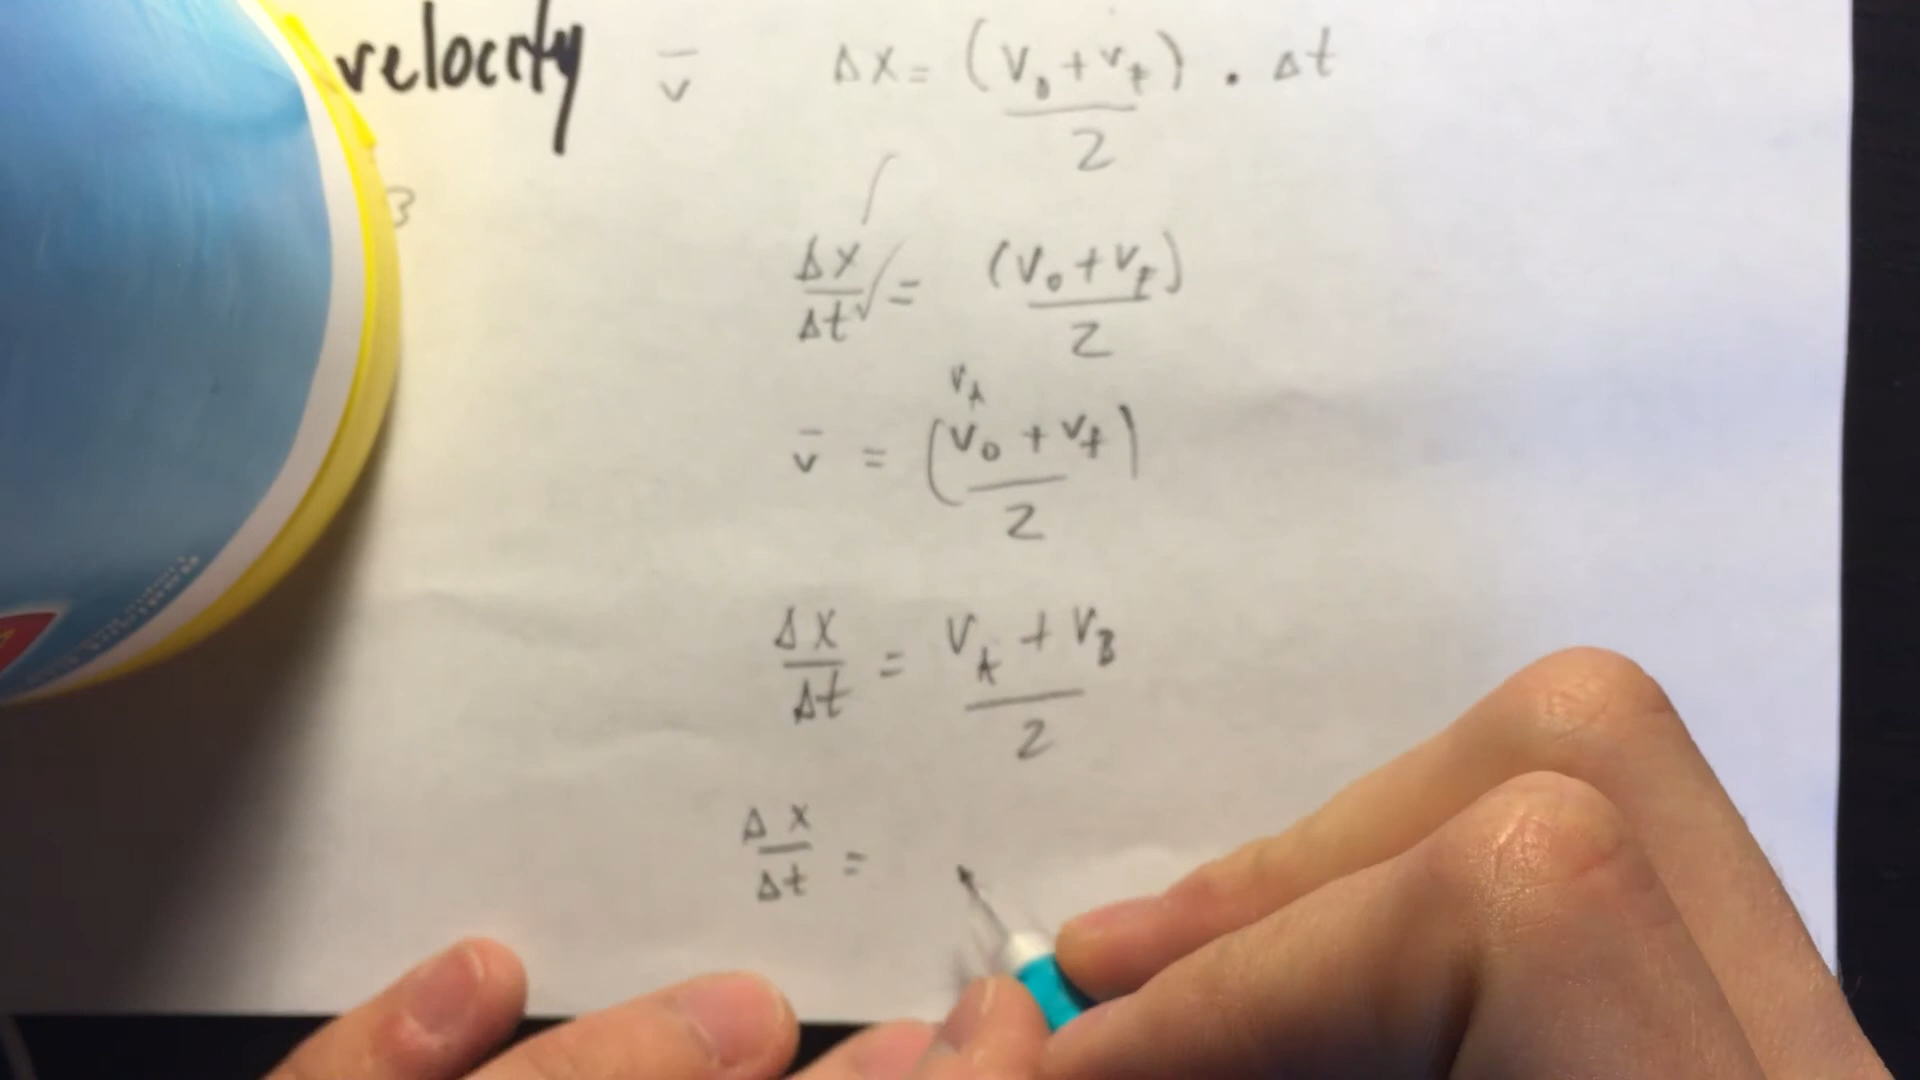 velocity v̄ Δx = (v₀ + v_f)/2 · Δt
3
Δx/Δt = (v₀ + v_f)/2
v_A
v̄ = (v₀ + v_f)/2
Δx/Δt = v_A + v_B/2
Δx/Δt =